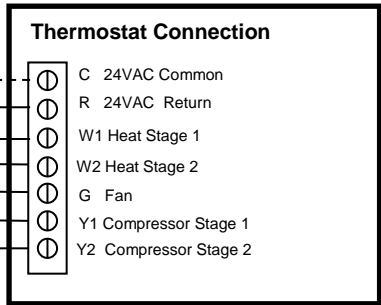 Thermostat Connection
C 24VAC Common
R 24VAC Return
W1 Heat Stage 1
W2 Heat Stage 2
G Fan
Y1 Compressor Stage 1
Y2 Compressor Stage 2